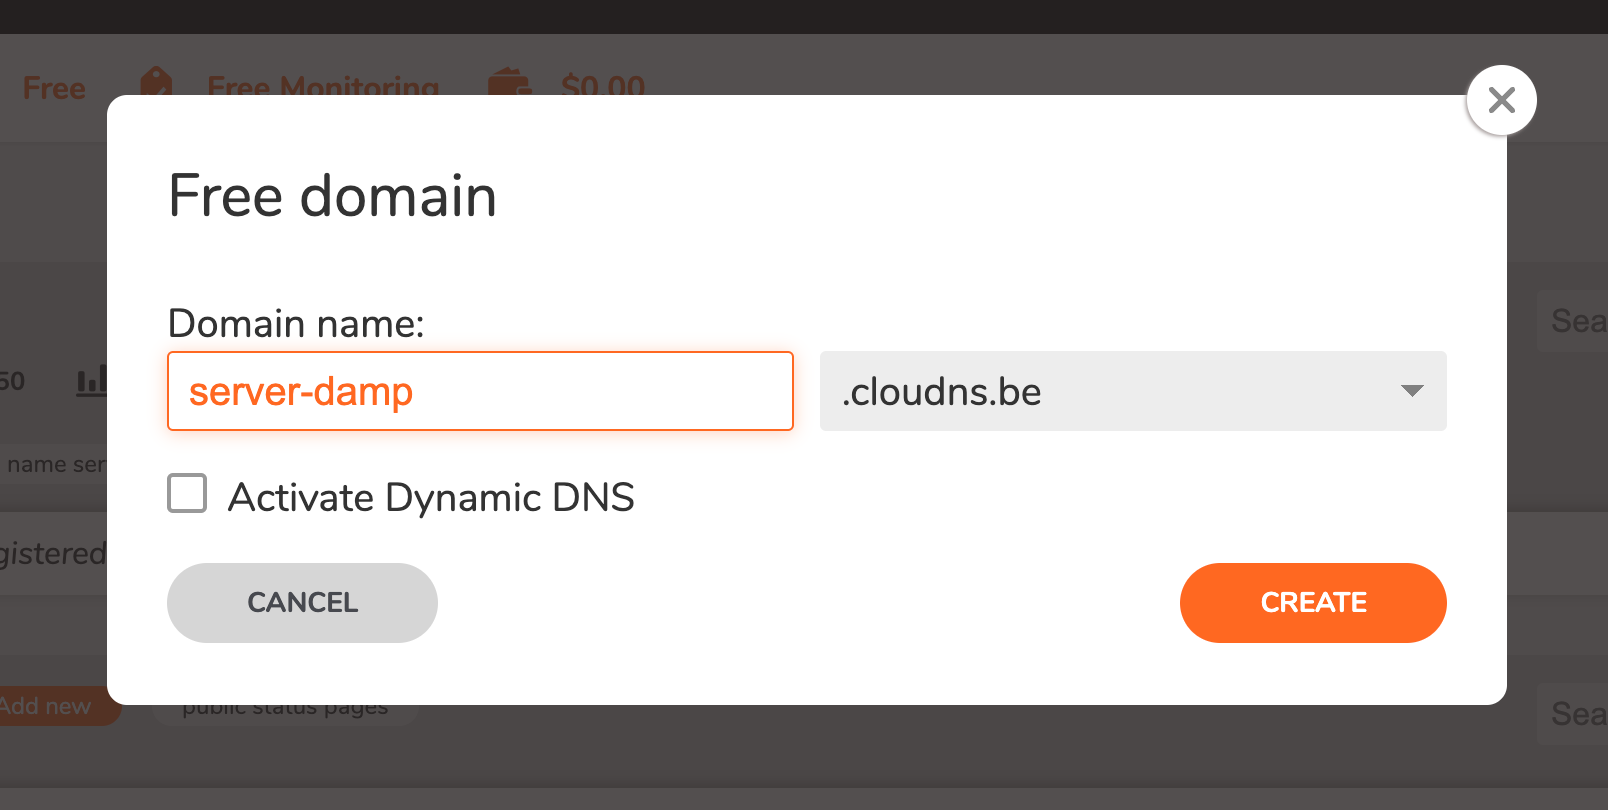 Free Free Monitoring $0.00
Free domain
Domain name:
server-damp .cloudns.be
Activate Dynamic DNS
CANCEL CREATE
50
name ser
gistered
Add new public status pages
Sea
Sea